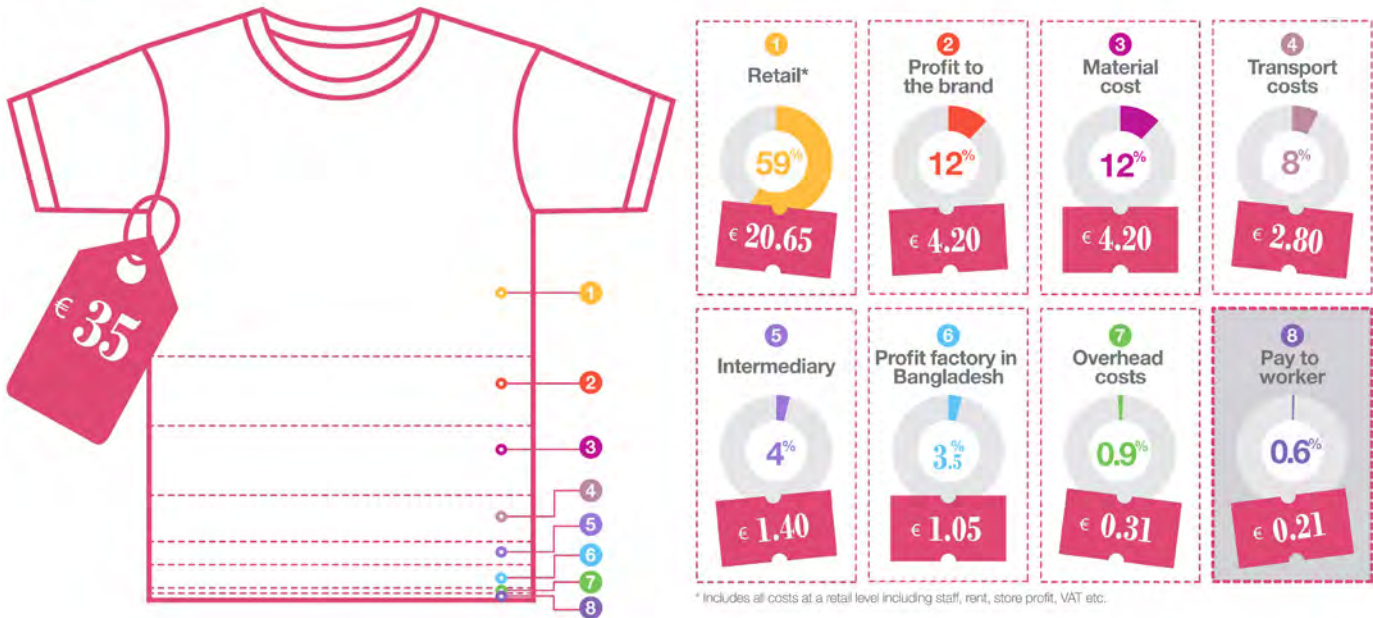 € 35
1
2
3
4
5
6
7
8
1
Retail*
59%
€ 20.65
2
Profit to
the brand
12%
€ 4.20
3
Material
cost
12%
€ 4.20
4
Transport
costs
8%
€ 2.80
5
Intermediary
4%
€ 1.40
6
Profit factory in
Bangladesh
3.5%
€ 1.05
7
Overhead
costs
0.9%
€ 0.31
8
Pay to
worker
0.6%
€ 0.21
* Includes all costs at a retail level including staff, rent, store profit, VAT etc.